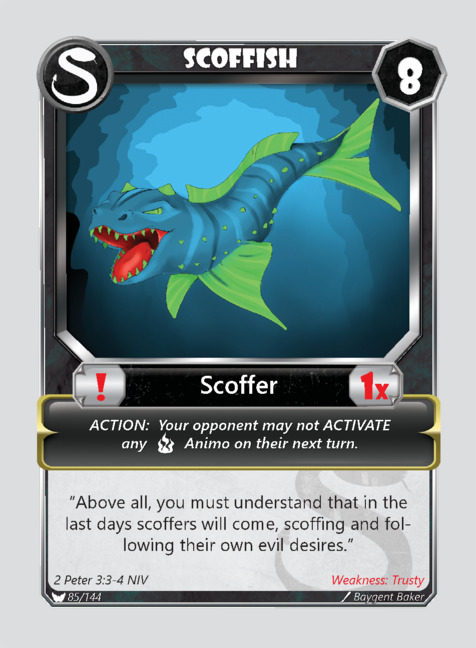 S
SCOFFISH
8
!
Scoffer
1x
ACTION: Your opponent may not ACTIVATE
any Animo on their next turn.
"Above all, you must understand that in the
last days scoffers will come, scoffing and fol-
lowing their own evil desires."
2 Peter 3:3-4 NIV
Weakness: Trusty
85/144
Baygent Baker